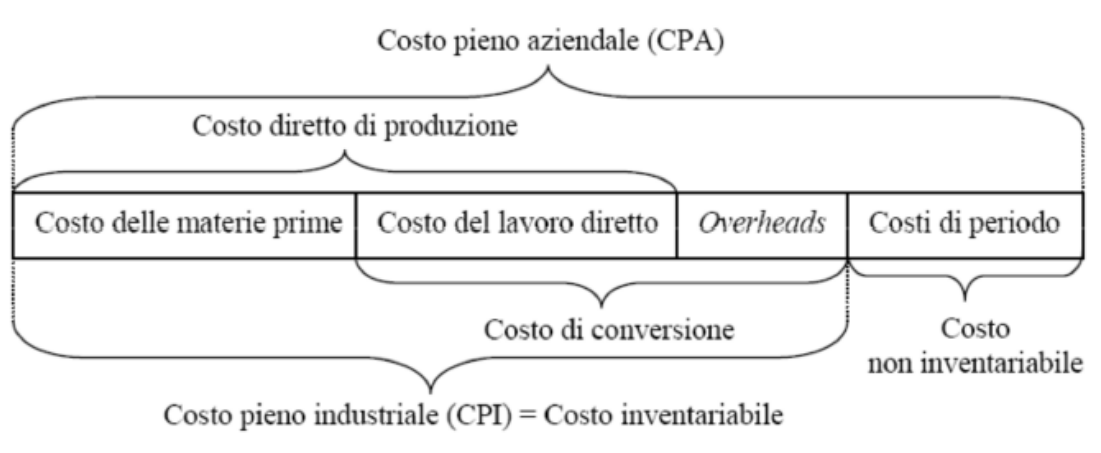 Costo pieno aziendale (CPA)
Costo diretto di produzione
Costo delle materie prime
Costo del lavoro diretto
Overheads
Costi di periodo
Costo di conversione
Costo
non inventariabile
Costo pieno industriale (CPI) = Costo inventariabile